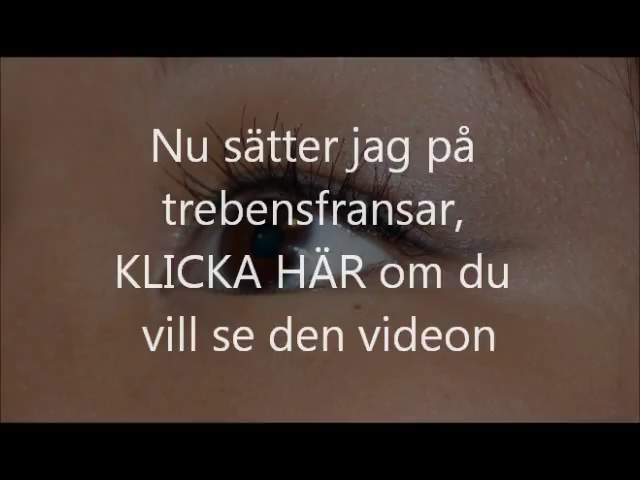 Nu sätter jag på
trebensfransar,
KLICKA HÄR om du
vill se den videon